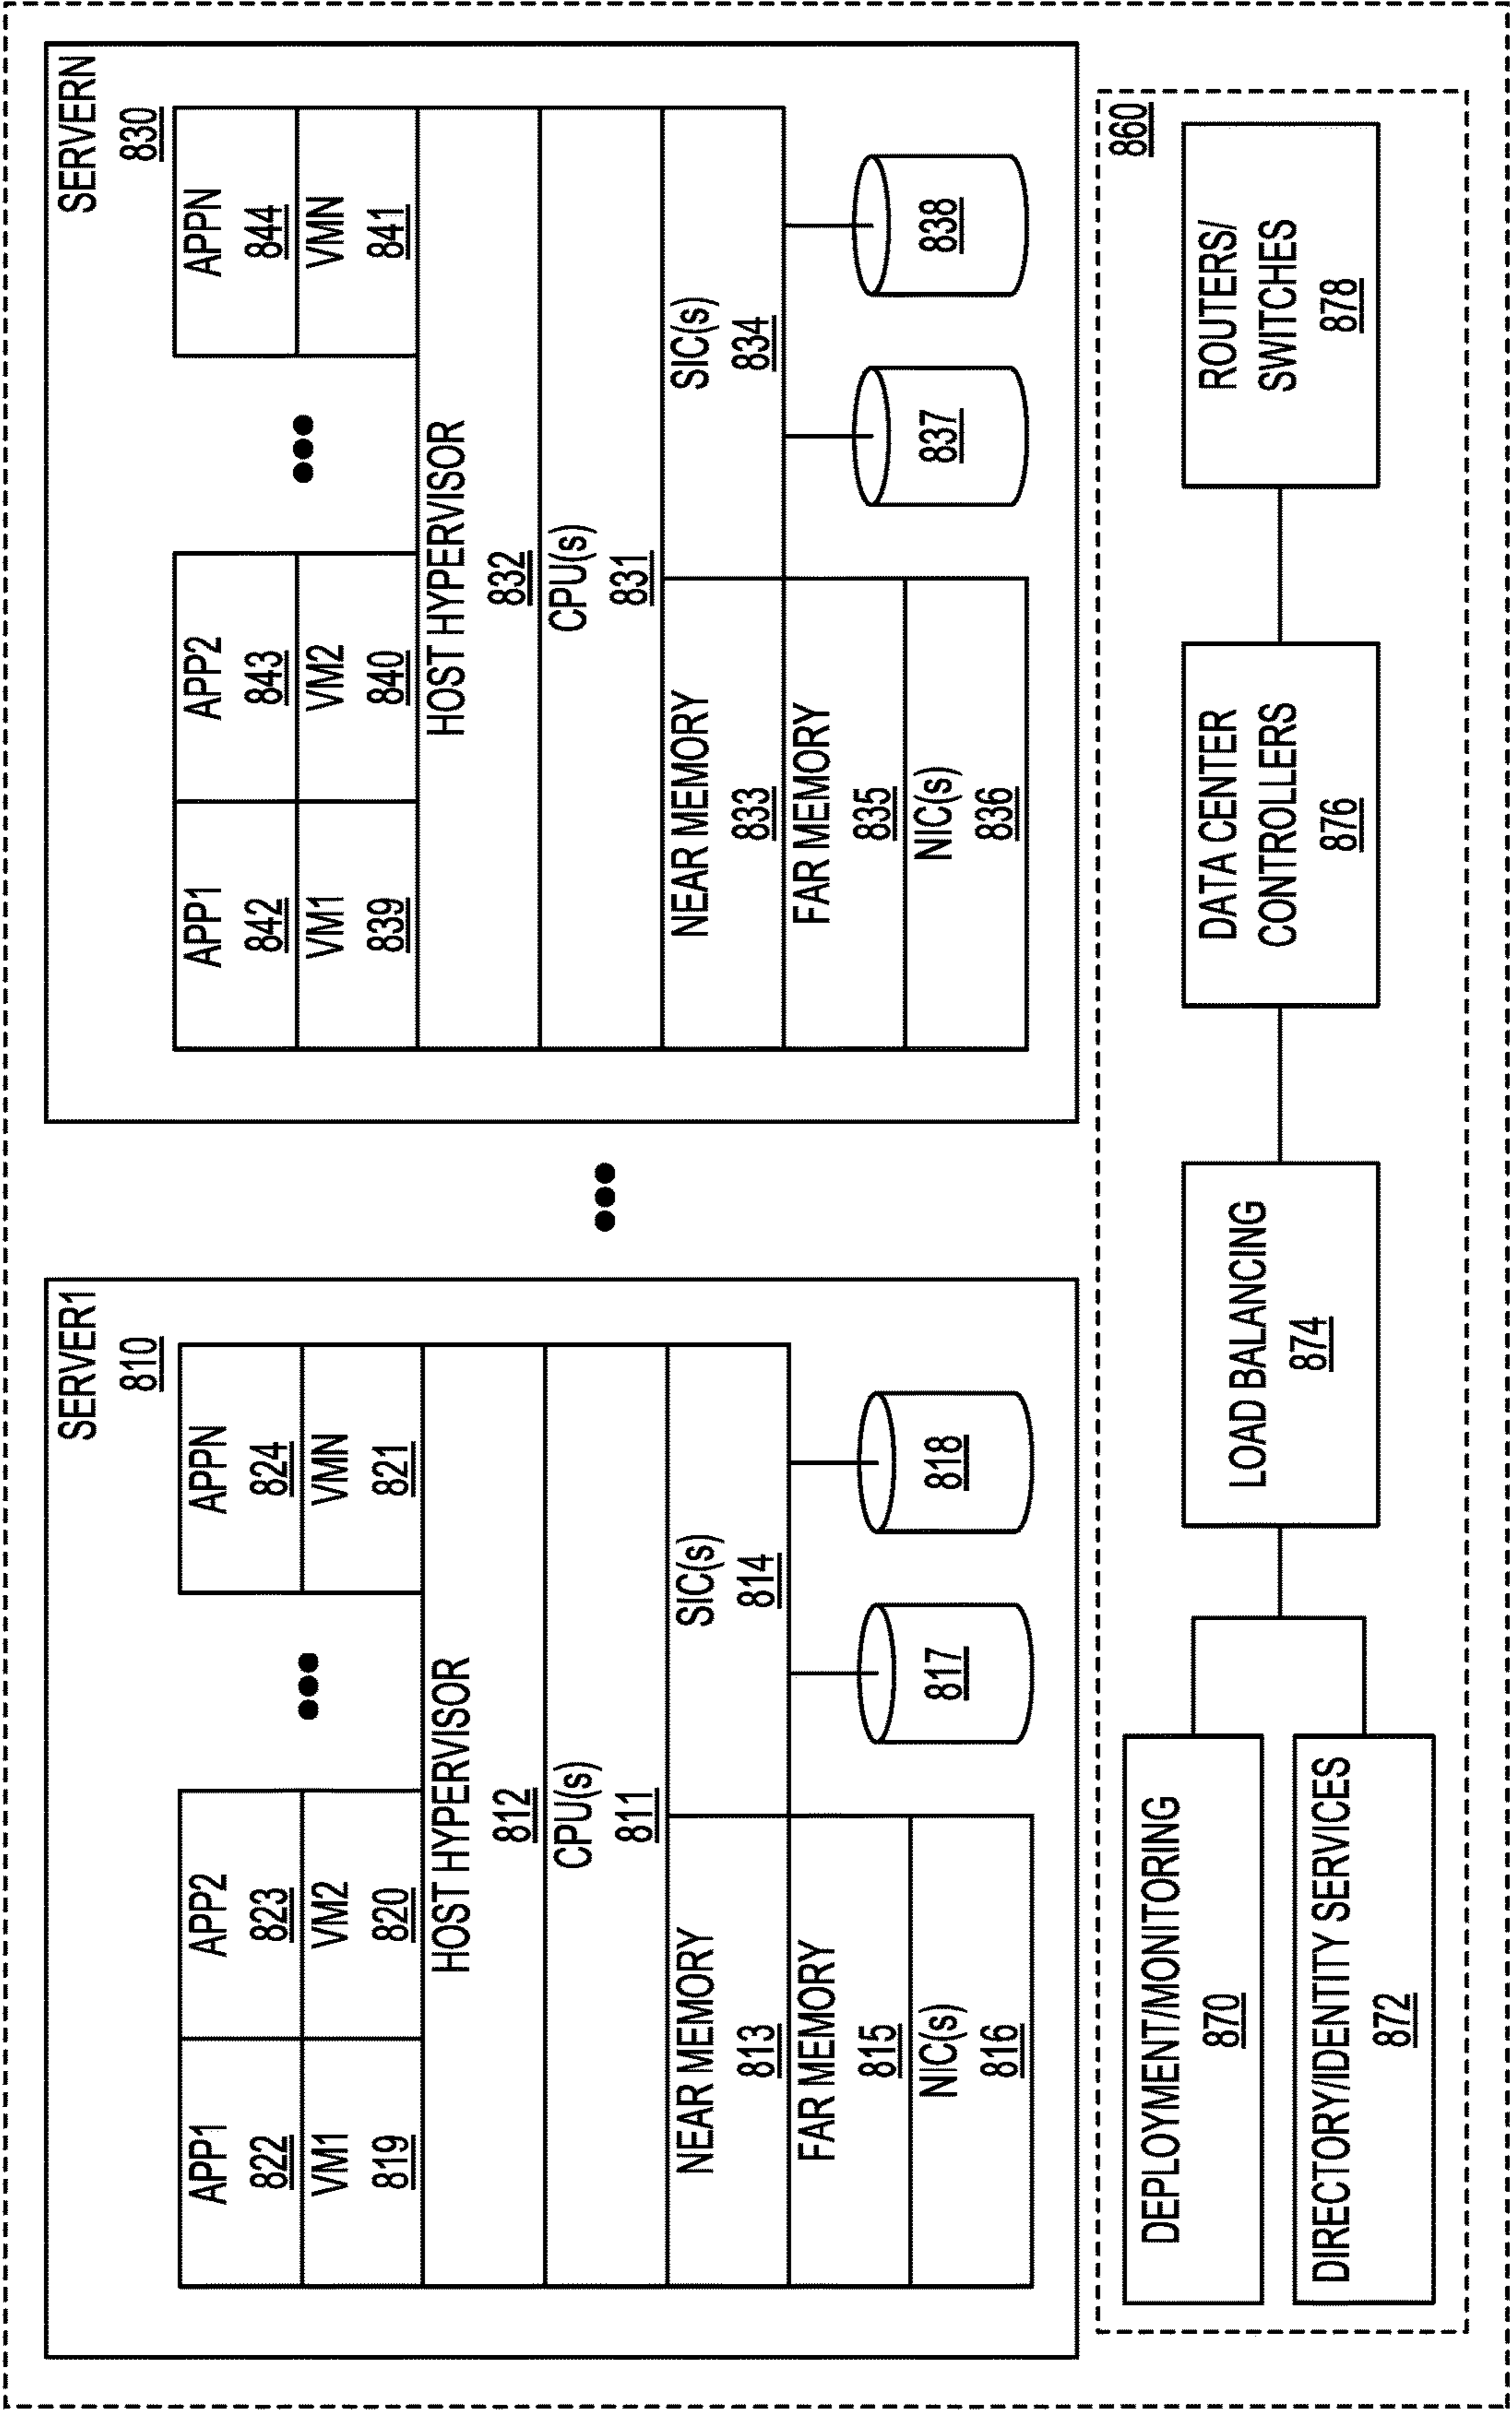 SERVER1
810
APP1
822
APP2
823
APPN
824
VM1
819
VM2
820
VMN
821
HOST HYPERVISOR
812
CPU(s)
811
NEAR MEMORY
813
SIC(s)
814
FAR MEMORY
815
NIC(s)
816
817
818
SERVERN
830
APP1
842
APP2
843
APPN
844
VM1
839
VM2
840
VMN
841
HOST HYPERVISOR
832
CPU(s)
831
NEAR MEMORY
833
SIC(s)
834
FAR MEMORY
835
NIC(s)
836
837
838
860
DEPLOYMENT/MONITORING
870
DIRECTORY/IDENTITY SERVICES
872
LOAD BALANCING
874
DATA CENTER
CONTROLLERS
876
ROUTERS/
SWITCHES
878